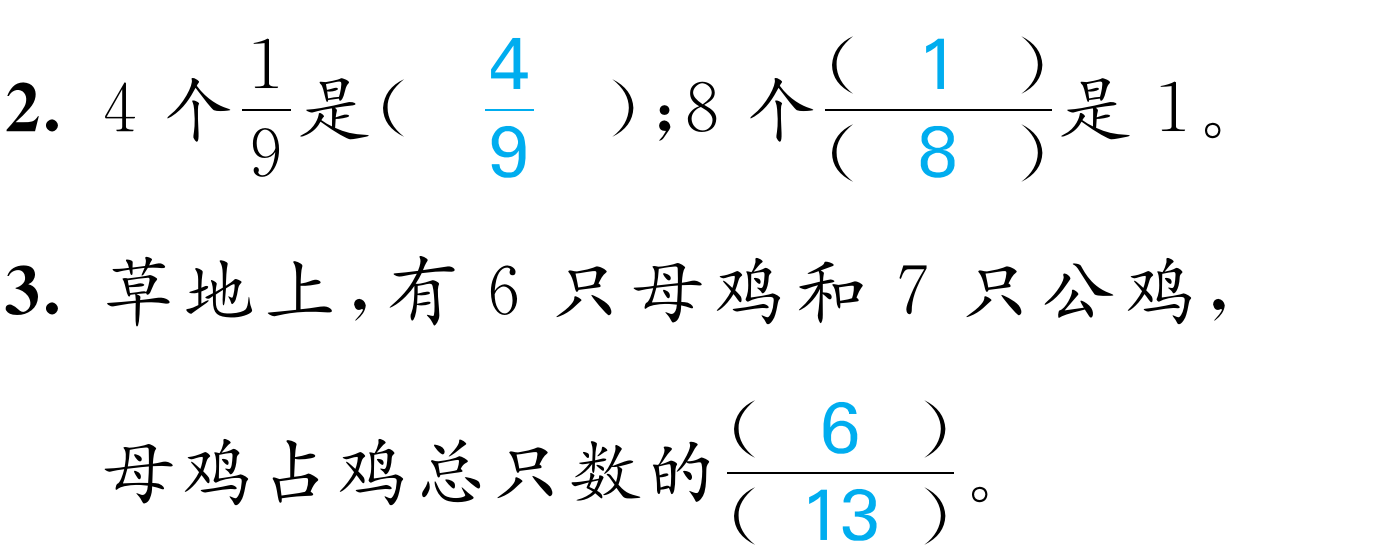 2. 4 个 1/9 是( 4/9 );8 个 ( 1 )/( 8 ) 是 1。
3. 草地上,有 6 只母鸡和 7 只公鸡,
母鸡占鸡总只数的 ( 6 )/( 13 )。